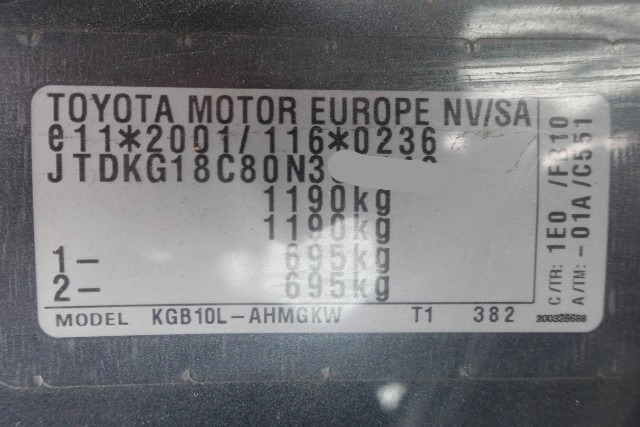 TOYOTA MOTOR EUROPE NV/SA
e11*2001/116*0236
JTDKG18C80N3
1190kg
1190kg
1- 695kg
2- 695kg
MODEL KGB10L-AHMGKW T1 382
C/TR: 1E0 /FB10
A/TM: -01A /C551